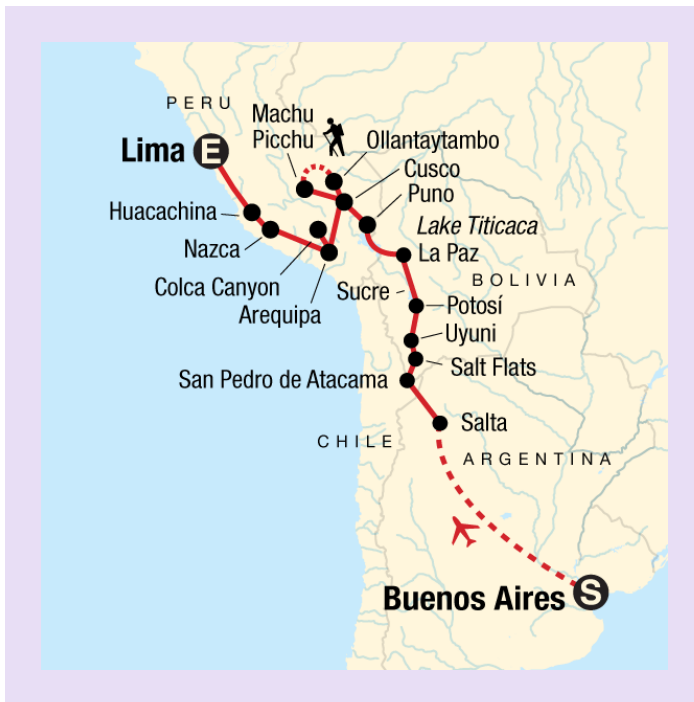 PERU
Machu
Picchu
Ollantaytambo
Lima E
Cusco
Puno
Huacachina
Lake Titicaca
Nazca
La Paz
Colca Canyon
Sucre
BOLIVIA
Arequipa
Potosí
Uyuni
Salt Flats
San Pedro de Atacama
Salta
CHILE
ARGENTINA
Buenos Aires S